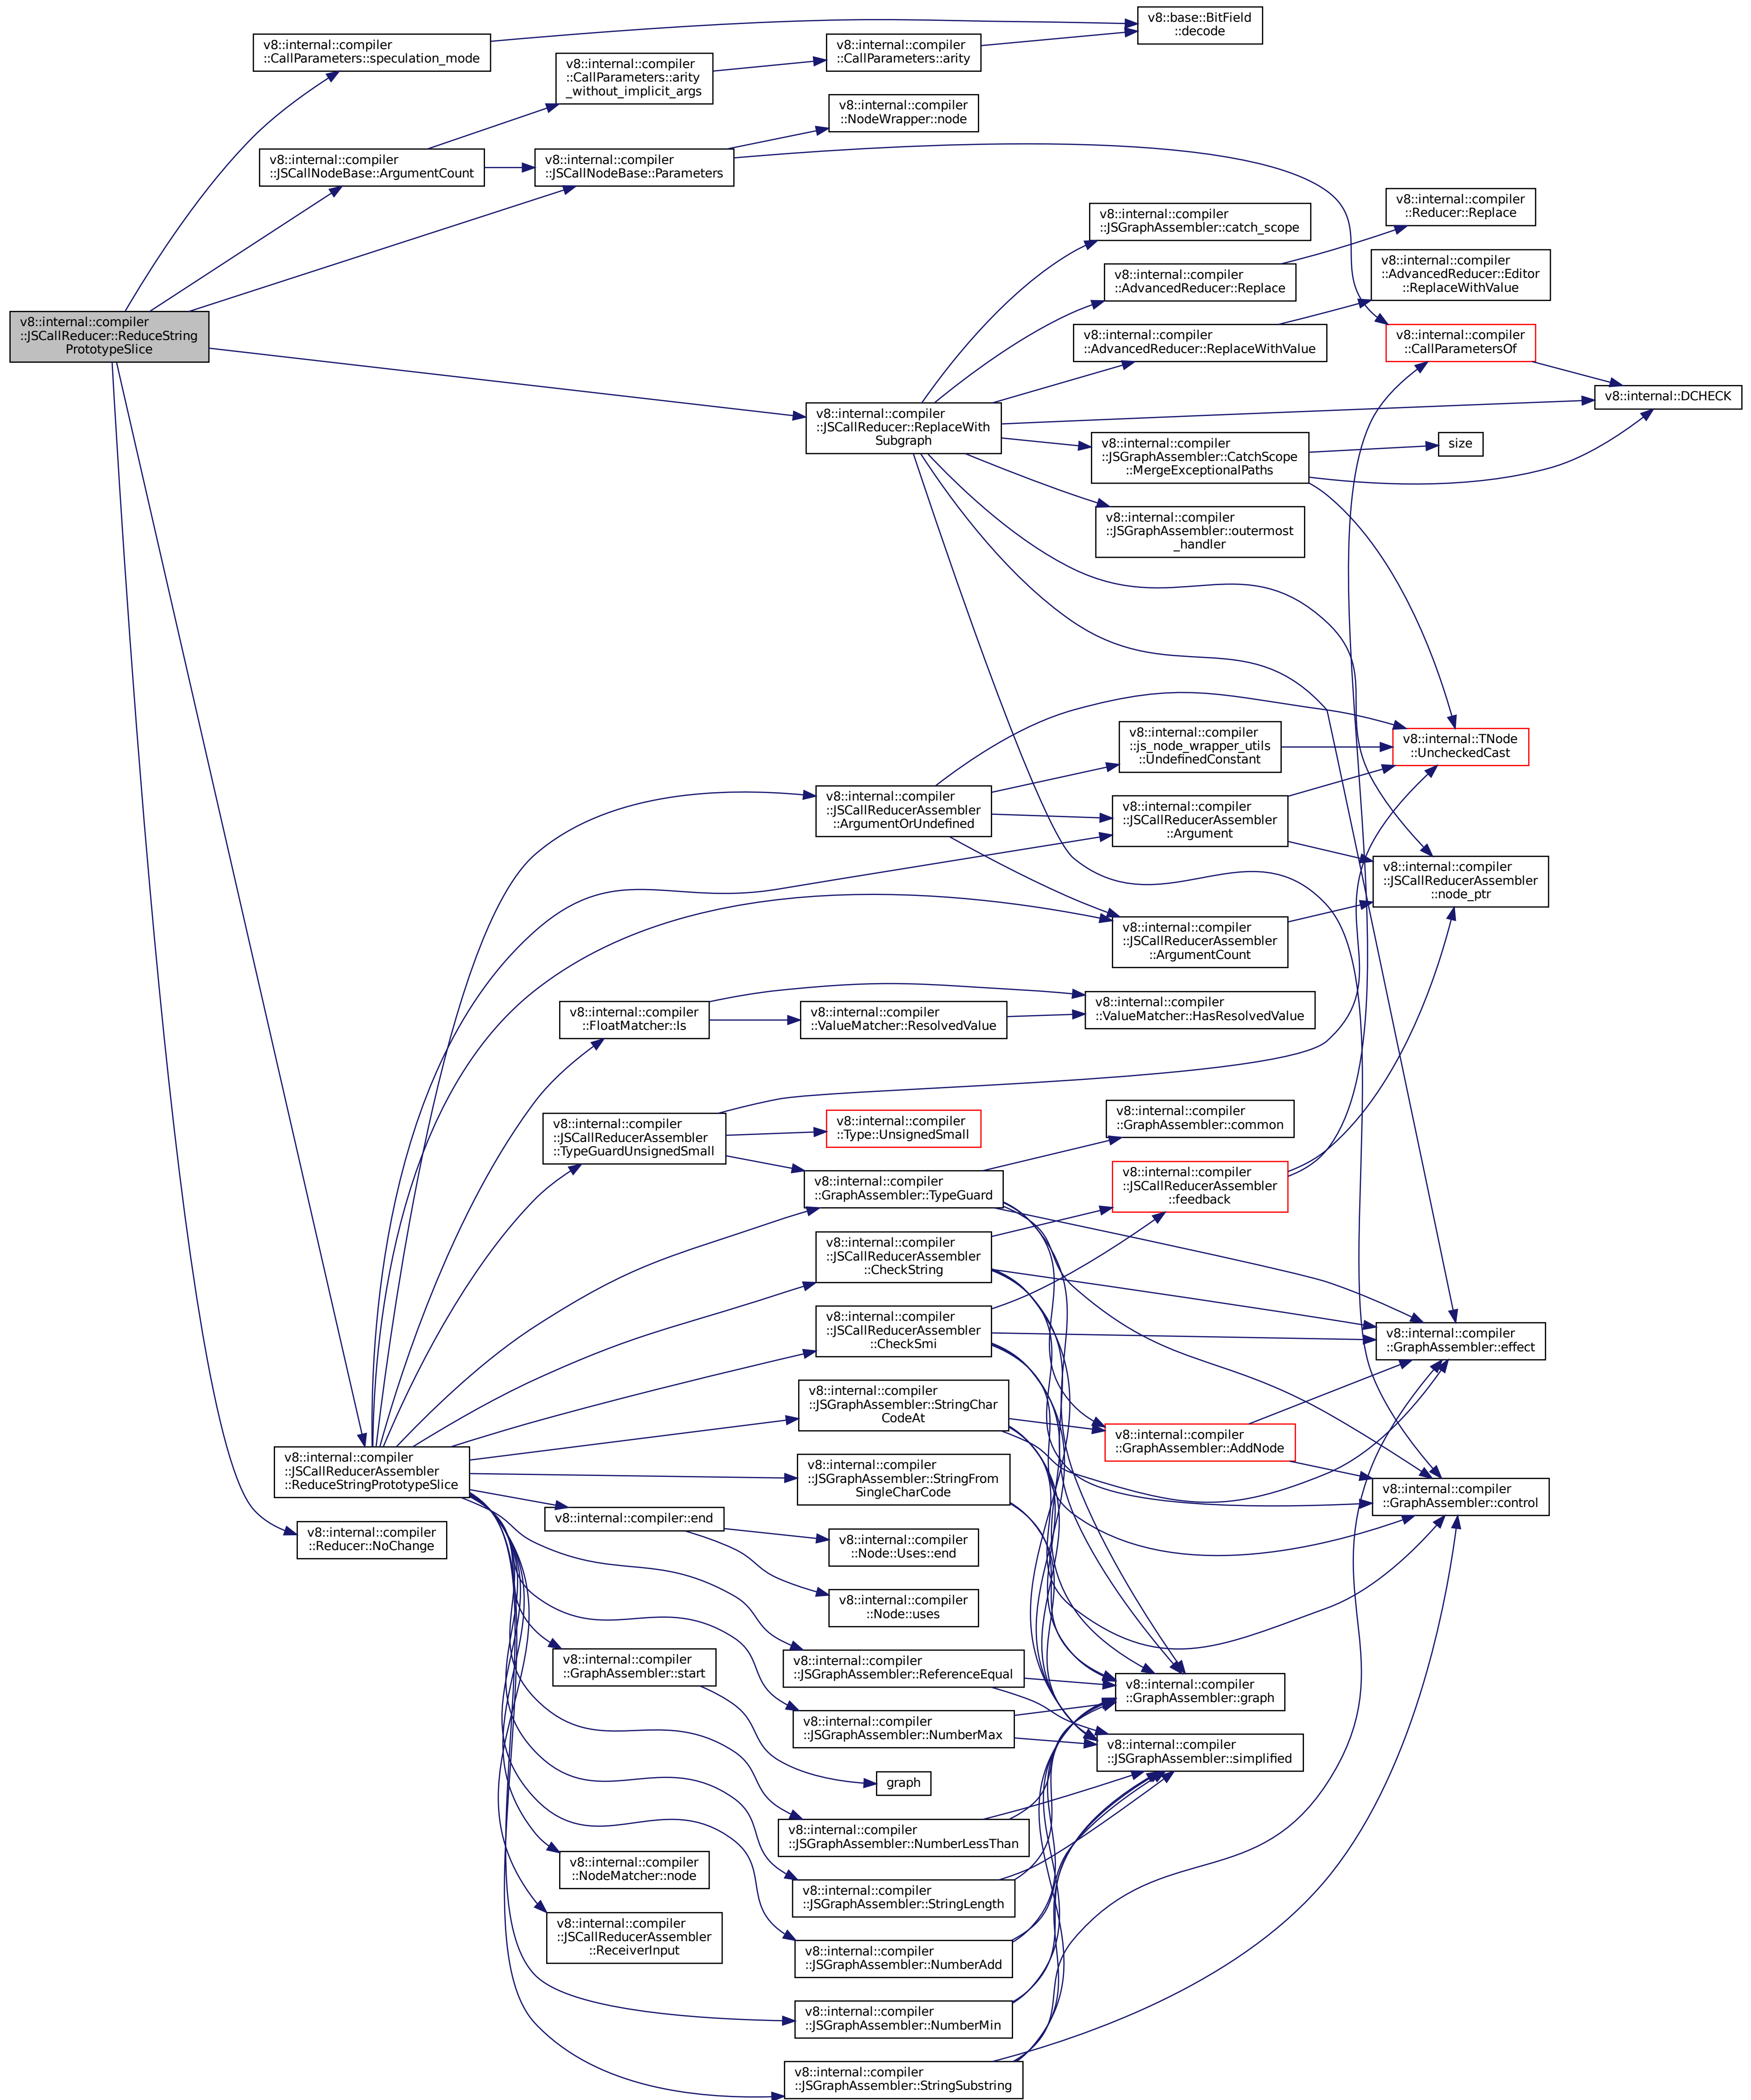 v8::internal::compiler
::JSCallReducer::ReduceString
PrototypeSlice
v8::internal::compiler
::CallParameters::speculation_mode
v8::base::BitField
::decode
v8::internal::compiler
::JSCallNodeBase::ArgumentCount
v8::internal::compiler
::CallParameters::arity
_without_implicit_args
v8::internal::compiler
::CallParameters::arity
v8::internal::compiler
::JSCallNodeBase::Parameters
v8::internal::compiler
::NodeWrapper::node
v8::internal::compiler
::CallParametersOf
v8::internal::DCHECK
v8::internal::compiler
::JSCallReducer::ReplaceWith
Subgraph
v8::internal::compiler
::JSGraphAssembler::catch_scope
v8::internal::compiler
::AdvancedReducer::Replace
v8::internal::compiler
::Reducer::Replace
v8::internal::compiler
::AdvancedReducer::ReplaceWithValue
v8::internal::compiler
::AdvancedReducer::Editor
::ReplaceWithValue
v8::internal::compiler
::JSGraphAssembler::CatchScope
::MergeExceptionalPaths
size
v8::internal::compiler
::JSGraphAssembler::outermost
_handler
v8::internal::TNode
::UncheckedCast
v8::internal::compiler
::JSCallReducerAssembler
::node_ptr
v8::internal::compiler
::GraphAssembler::effect
v8::internal::compiler
::GraphAssembler::control
v8::internal::compiler
::JSCallReducerAssembler
::ReduceStringPrototypeSlice
v8::internal::compiler
::Reducer::NoChange
v8::internal::compiler
::JSCallReducerAssembler
::ArgumentOrUndefined
v8::internal::compiler
::js_node_wrapper_utils
::UndefinedConstant
v8::internal::compiler
::JSCallReducerAssembler
::Argument
v8::internal::compiler
::JSCallReducerAssembler
::ArgumentCount
v8::internal::compiler
::FloatMatcher::Is
v8::internal::compiler
::ValueMatcher::ResolvedValue
v8::internal::compiler
::ValueMatcher::HasResolvedValue
v8::internal::compiler
::JSCallReducerAssembler
::TypeGuardUnsignedSmall
v8::internal::compiler
::Type::UnsignedSmall
v8::internal::compiler
::GraphAssembler::TypeGuard
v8::internal::compiler
::GraphAssembler::common
v8::internal::compiler
::JSCallReducerAssembler
::CheckString
v8::internal::compiler
::JSCallReducerAssembler
::feedback
v8::internal::compiler
::JSCallReducerAssembler
::CheckSmi
v8::internal::compiler
::JSGraphAssembler::StringChar
CodeAt
v8::internal::compiler
::GraphAssembler::AddNode
v8::internal::compiler
::JSGraphAssembler::StringFrom
SingleCharCode
v8::internal::compiler::end
v8::internal::compiler
::Node::Uses::end
v8::internal::compiler
::Node::uses
v8::internal::compiler
::GraphAssembler::start
v8::internal::compiler
::JSGraphAssembler::ReferenceEqual
v8::internal::compiler
::GraphAssembler::graph
v8::internal::compiler
::JSGraphAssembler::NumberMax
v8::internal::compiler
::JSGraphAssembler::simplified
graph
v8::internal::compiler
::JSGraphAssembler::NumberLessThan
v8::internal::compiler
::NodeMatcher::node
v8::internal::compiler
::JSGraphAssembler::StringLength
v8::internal::compiler
::JSCallReducerAssembler
::ReceiverInput
v8::internal::compiler
::JSGraphAssembler::NumberAdd
v8::internal::compiler
::JSGraphAssembler::NumberMin
v8::internal::compiler
::JSGraphAssembler::StringSubstring